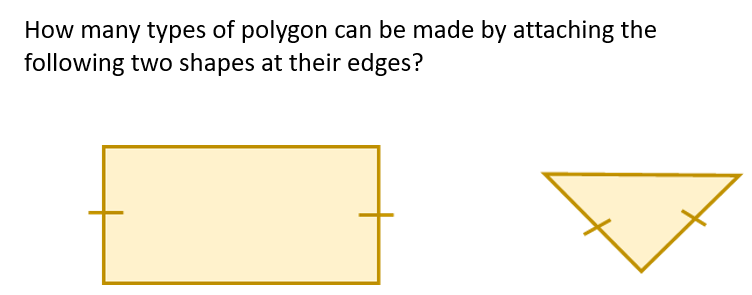 How many types of polygon can be made by attaching the
following two shapes at their edges?